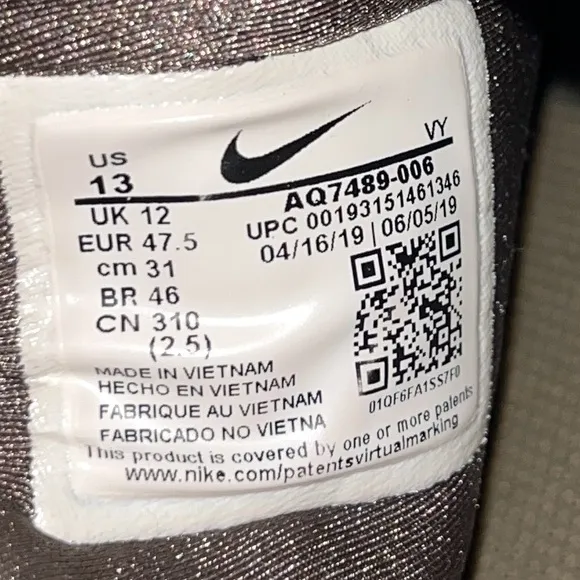 US
13
UK 12
EUR 47.5
cm 31
BR 46
CN 310
(2.5)
VY
AQ7489-006
UPC 00193151461346
04/16/19 | 06/05/19
01QF6FA1SS7F0
MADE IN VIETNAM
HECHO EN VIETNAM
FABRIQUE AU VIETNAM
FABRICADO NO VIETNA
This product is covered by one or more patents
www.nike.com/patentsvirtualmarking